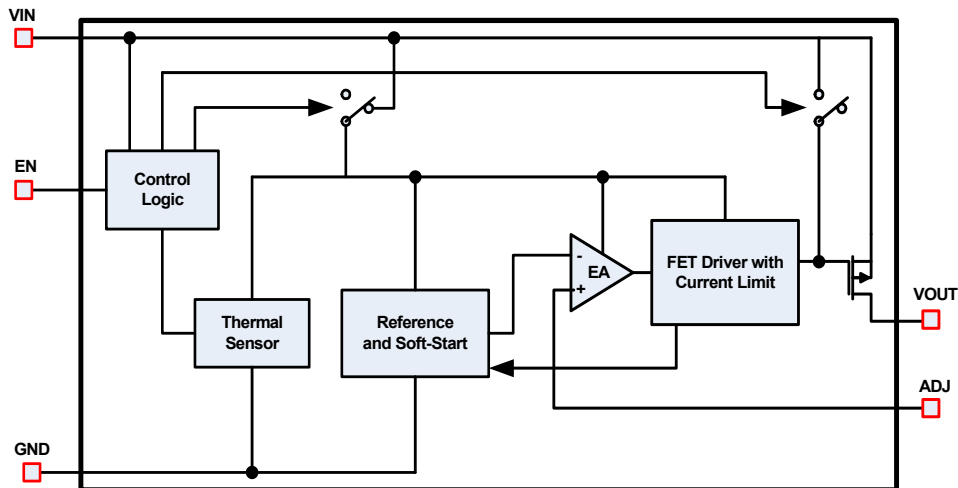 VIN
EN
Control
Logic
EA
-
+
FET Driver with
Current Limit
VOUT
Thermal
Sensor
Reference
and Soft-Start
ADJ
GND